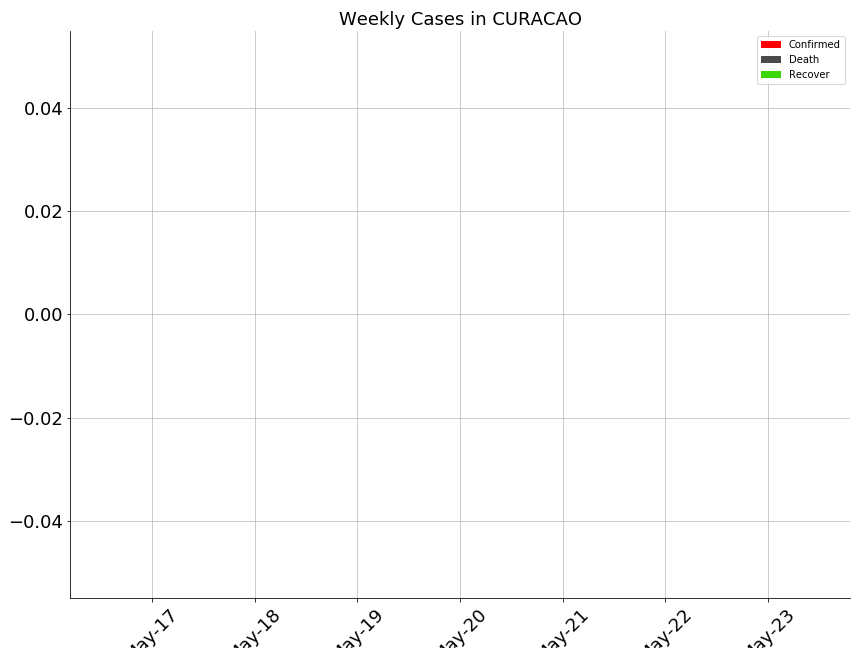 Weekly Cases in CURACAO
Confirmed
Death
Recover
0.04
0.02
0.00
−0.02
−0.04
May-17
May-18
May-19
May-20
May-21
May-22
May-23